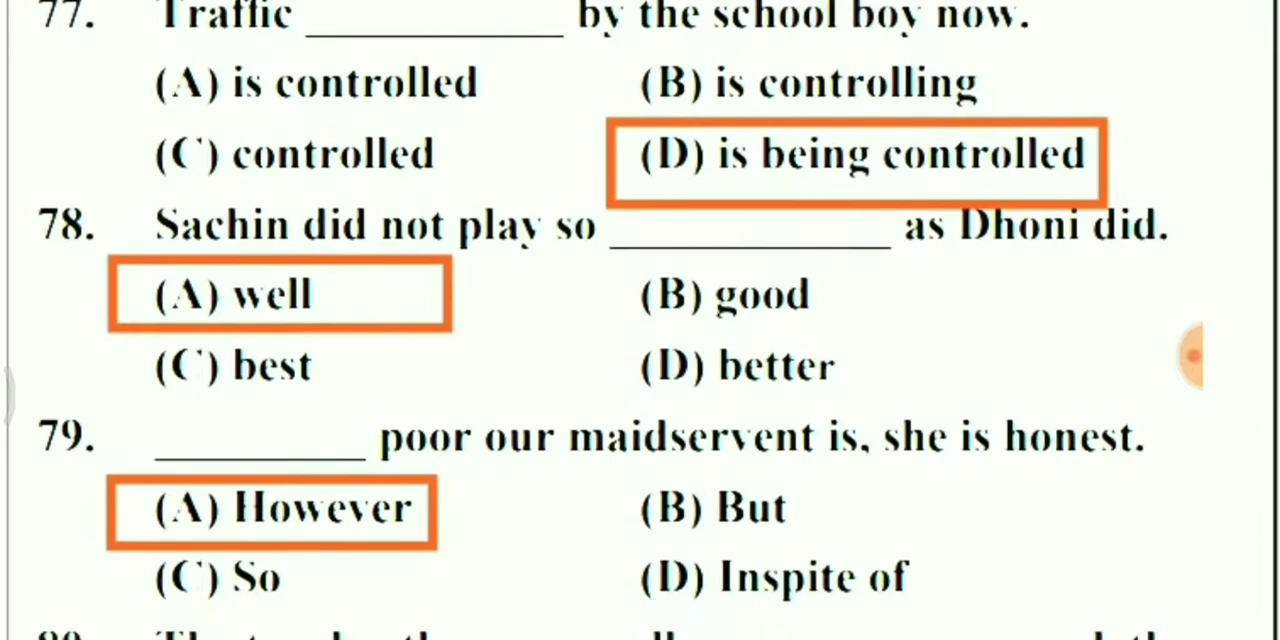 77. Traffic ____________ by the school boy now.
(A) is controlled (B) is controlling
(C) controlled (D) is being controlled
78. Sachin did not play so _____________ as Dhoni did.
(A) well (B) good
(C) best (D) better
79. __________ poor our maidservent is, she is honest.
(A) However (B) But
(C) So (D) Inspite of